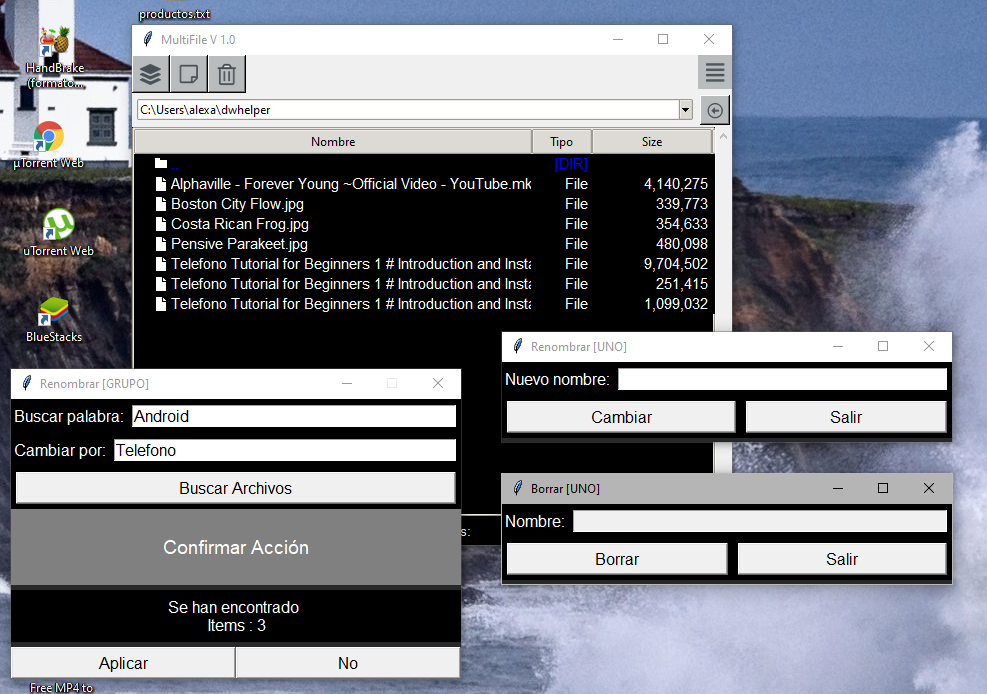 productos.txt
HandBrake
(formato...
µTorrent Web
uTorrent Web
BlueStacks
Free MP4 to
MultiFile V 1.0
C:\Users\alexa\dwhelper
Nombre Tipo Size
.. [DIR]
Alphaville - Forever Young ~Official Video - YouTube.mk File 4,140,275
Boston City Flow.jpg File 339,773
Costa Rican Frog.jpg File 354,633
Pensive Parakeet.jpg File 480,098
Telefono Tutorial for Beginners 1 # Introduction and Insta File 9,704,502
Telefono Tutorial for Beginners 1 # Introduction and Insta File 251,415
Telefono Tutorial for Beginners 1 # Introduction and Insta File 1,099,032
s:
Renombrar [GRUPO]
Buscar palabra: Android
Cambiar por: Telefono
Buscar Archivos
Confirmar Acción
Se han encontrado
Items : 3
Aplicar No
Renombrar [UNO]
Nuevo nombre:
Cambiar Salir
Borrar [UNO]
Nombre:
Borrar Salir